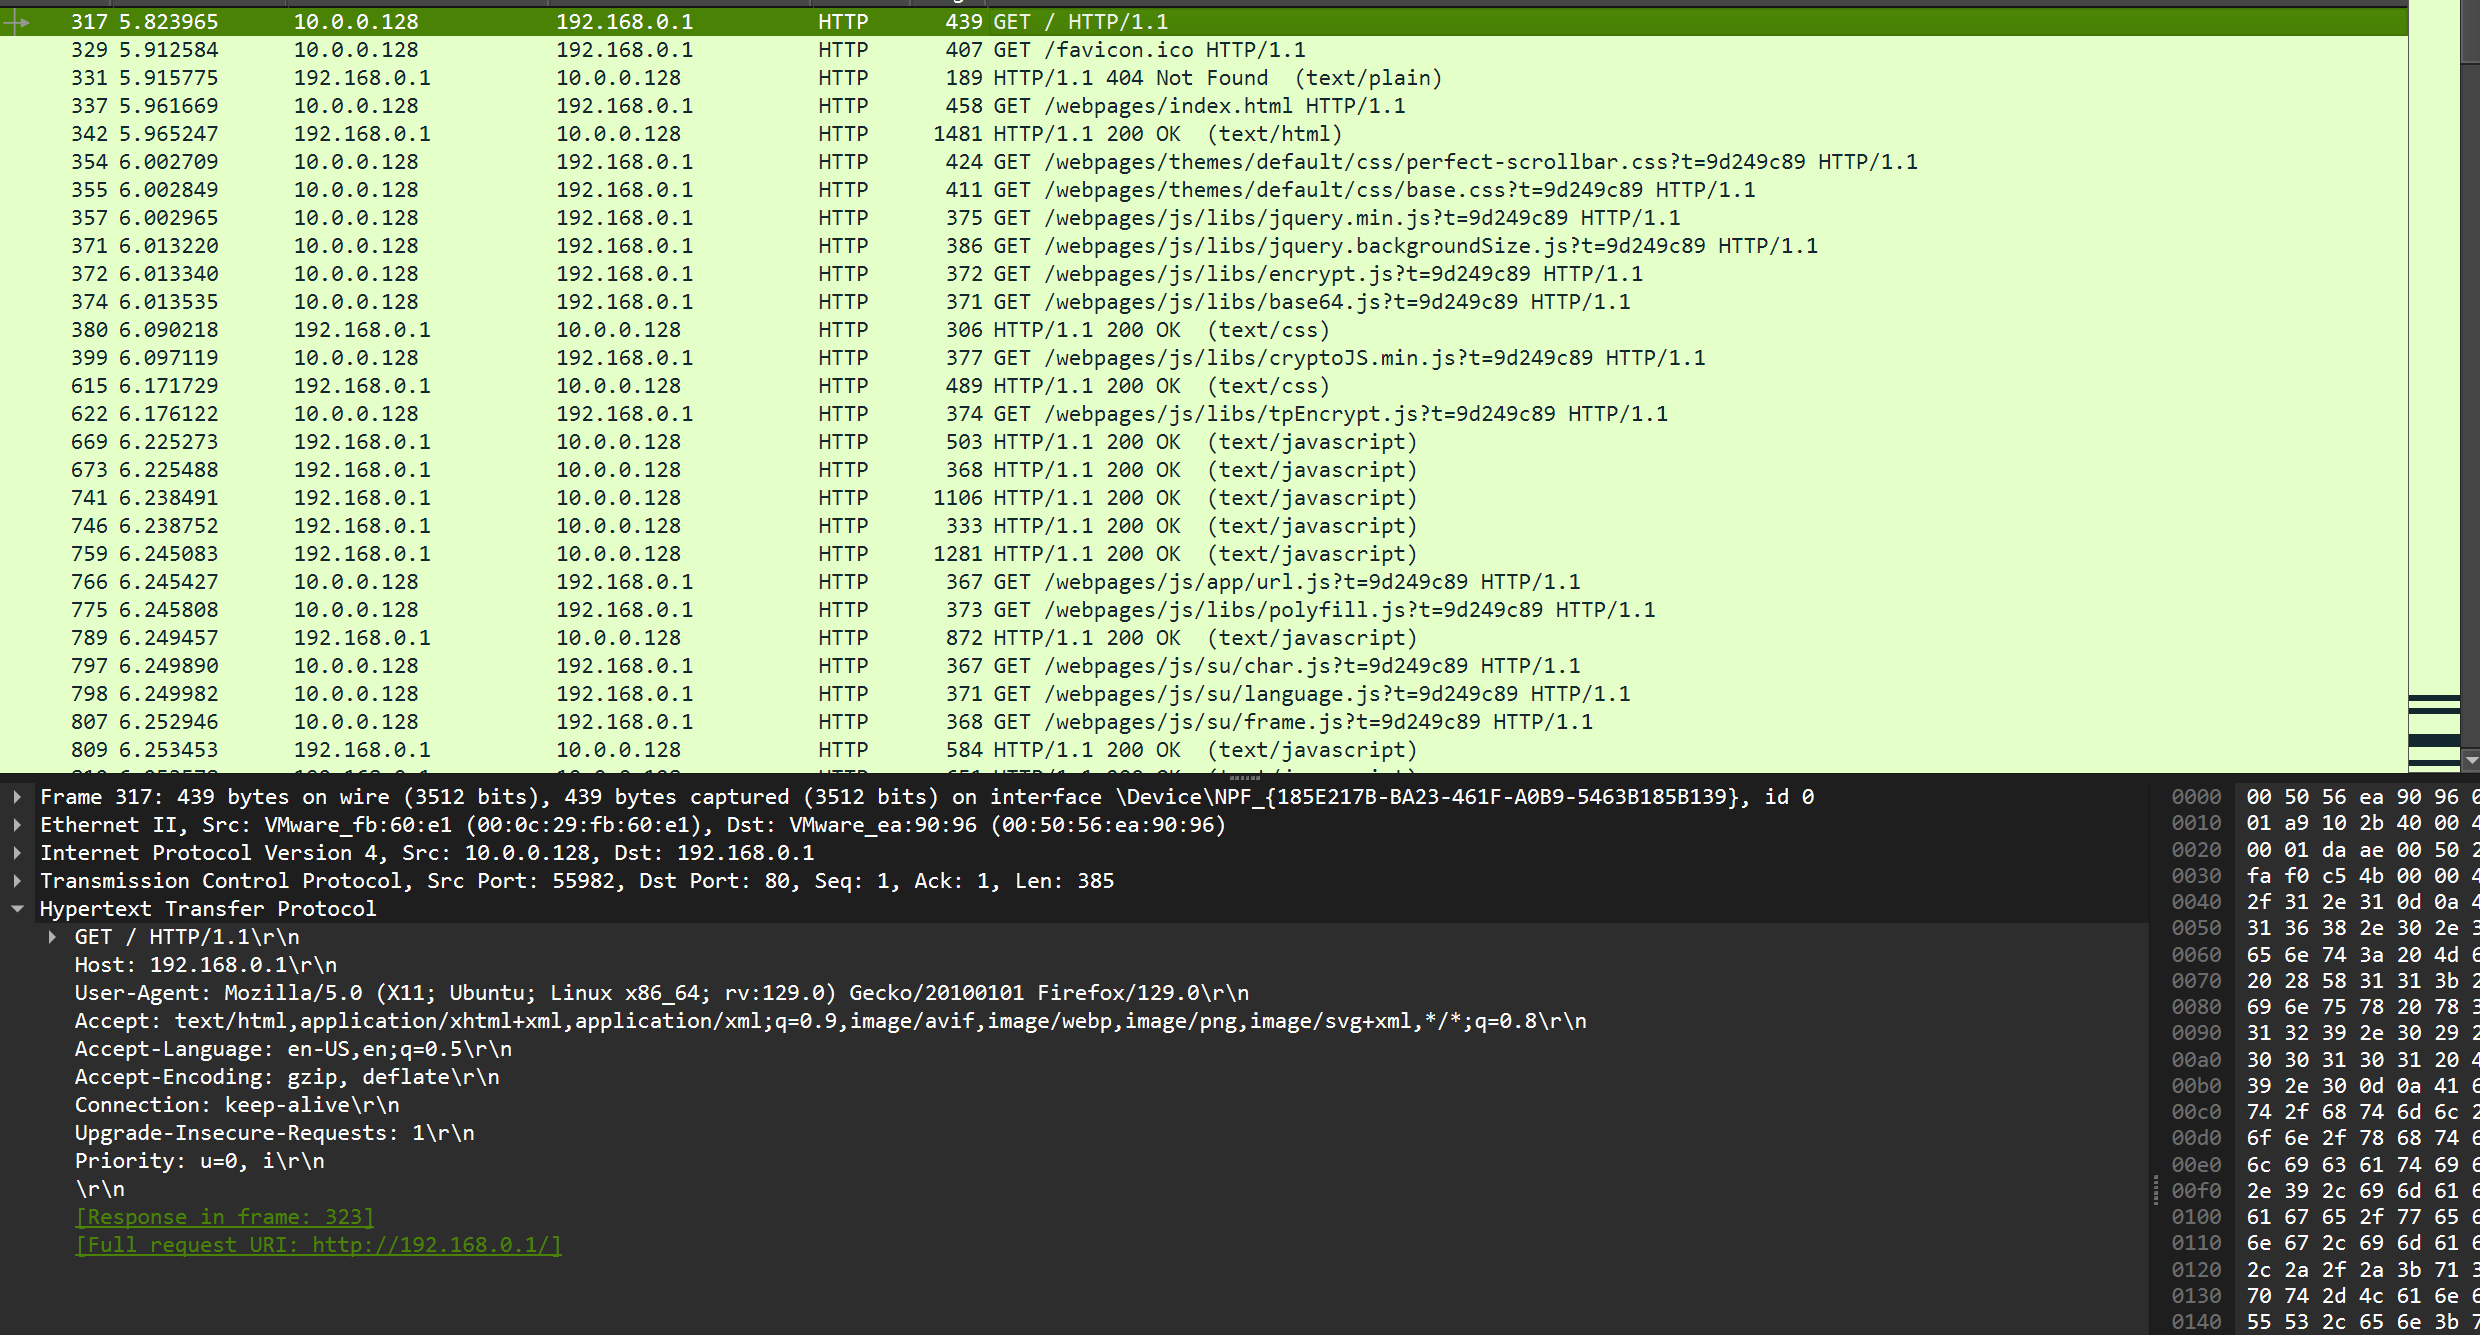 317 5.823965 10.0.0.128 192.168.0.1 HTTP 439 GET / HTTP/1.1
329 5.912584 10.0.0.128 192.168.0.1 HTTP 407 GET /favicon.ico HTTP/1.1
331 5.915775 192.168.0.1 10.0.0.128 HTTP 189 HTTP/1.1 404 Not Found (text/plain)
337 5.961669 10.0.0.128 192.168.0.1 HTTP 458 GET /webpages/index.html HTTP/1.1
342 5.965247 192.168.0.1 10.0.0.128 HTTP 1481 HTTP/1.1 200 OK (text/html)
354 6.002709 10.0.0.128 192.168.0.1 HTTP 424 GET /webpages/themes/default/css/perfect-scrollbar.css?t=9d249c89 HTTP/1.1
355 6.002849 10.0.0.128 192.168.0.1 HTTP 411 GET /webpages/themes/default/css/base.css?t=9d249c89 HTTP/1.1
357 6.002965 10.0.0.128 192.168.0.1 HTTP 375 GET /webpages/js/libs/jquery.min.js?t=9d249c89 HTTP/1.1
371 6.013220 10.0.0.128 192.168.0.1 HTTP 386 GET /webpages/js/libs/jquery.backgroundSize.js?t=9d249c89 HTTP/1.1
372 6.013340 10.0.0.128 192.168.0.1 HTTP 372 GET /webpages/js/libs/encrypt.js?t=9d249c89 HTTP/1.1
374 6.013535 10.0.0.128 192.168.0.1 HTTP 371 GET /webpages/js/libs/base64.js?t=9d249c89 HTTP/1.1
380 6.090218 192.168.0.1 10.0.0.128 HTTP 306 HTTP/1.1 200 OK (text/css)
399 6.097119 10.0.0.128 192.168.0.1 HTTP 377 GET /webpages/js/libs/cryptoJS.min.js?t=9d249c89 HTTP/1.1
615 6.171729 192.168.0.1 10.0.0.128 HTTP 489 HTTP/1.1 200 OK (text/css)
622 6.176122 10.0.0.128 192.168.0.1 HTTP 374 GET /webpages/js/libs/tpEncrypt.js?t=9d249c89 HTTP/1.1
669 6.225273 192.168.0.1 10.0.0.128 HTTP 503 HTTP/1.1 200 OK (text/javascript)
673 6.225488 192.168.0.1 10.0.0.128 HTTP 368 HTTP/1.1 200 OK (text/javascript)
741 6.238491 192.168.0.1 10.0.0.128 HTTP 1106 HTTP/1.1 200 OK (text/javascript)
746 6.238752 192.168.0.1 10.0.0.128 HTTP 333 HTTP/1.1 200 OK (text/javascript)
759 6.245083 192.168.0.1 10.0.0.128 HTTP 1281 HTTP/1.1 200 OK (text/javascript)
766 6.245427 10.0.0.128 192.168.0.1 HTTP 367 GET /webpages/js/app/url.js?t=9d249c89 HTTP/1.1
775 6.245808 10.0.0.128 192.168.0.1 HTTP 373 GET /webpages/js/libs/polyfill.js?t=9d249c89 HTTP/1.1
789 6.249457 192.168.0.1 10.0.0.128 HTTP 872 HTTP/1.1 200 OK (text/javascript)
797 6.249890 10.0.0.128 192.168.0.1 HTTP 367 GET /webpages/js/su/char.js?t=9d249c89 HTTP/1.1
798 6.249982 10.0.0.128 192.168.0.1 HTTP 371 GET /webpages/js/su/language.js?t=9d249c89 HTTP/1.1
807 6.252946 10.0.0.128 192.168.0.1 HTTP 368 GET /webpages/js/su/frame.js?t=9d249c89 HTTP/1.1
809 6.253453 192.168.0.1 10.0.0.128 HTTP 584 HTTP/1.1 200 OK (text/javascript)
Frame 317: 439 bytes on wire (3512 bits), 439 bytes captured (3512 bits) on interface \Device\NPF_{185E217B-BA23-461F-A0B9-5463B185B139}, id 0
Ethernet II, Src: VMware_fb:60:e1 (00:0c:29:fb:60:e1), Dst: VMware_ea:90:96 (00:50:56:ea:90:96)
Internet Protocol Version 4, Src: 10.0.0.128, Dst: 192.168.0.1
Transmission Control Protocol, Src Port: 55982, Dst Port: 80, Seq: 1, Ack: 1, Len: 385
Hypertext Transfer Protocol
GET / HTTP/1.1\r\n
Host: 192.168.0.1\r\n
User-Agent: Mozilla/5.0 (X11; Ubuntu; Linux x86_64; rv:129.0) Gecko/20100101 Firefox/129.0\r\n
Accept: text/html,application/xhtml+xml,application/xml;q=0.9,image/avif,image/webp,image/png,image/svg+xml,*/*;q=0.8\r\n
Accept-Language: en-US,en;q=0.5\r\n
Accept-Encoding: gzip, deflate\r\n
Connection: keep-alive\r\n
Upgrade-Insecure-Requests: 1\r\n
Priority: u=0, i\r\n
\r\n
[Response in frame: 323]
[Full request URI: http://192.168.0.1/]
0000 00 50 56 ea 90 96
0010 01 a9 10 2b 40 00
0020 00 01 da ae 00 50
0030 fa f0 c5 4b 00 00
0040 2f 31 2e 31 0d 0a
0050 31 36 38 2e 30 2e
0060 65 6e 74 3a 20 4d
0070 20 28 58 31 31 3b
0080 69 6e 75 78 20 78
0090 31 32 39 2e 30 29
00a0 30 30 31 30 31 20
00b0 39 2e 30 0d 0a 41
00c0 74 2f 68 74 6d 6c
00d0 6f 6e 2f 78 68 74
00e0 6c 69 63 61 74 69
00f0 2e 39 2c 69 6d 61
0100 61 67 65 2f 77 65
0110 6e 67 2c 69 6d 61
0120 2c 2a 2f 2a 3b 71
0130 70 74 2d 4c 61 6e
0140 55 53 2c 65 6e 3b